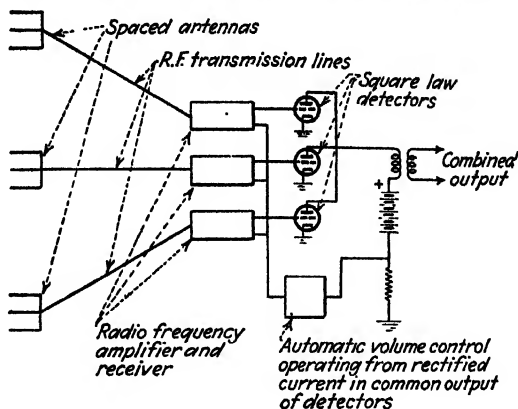 Spaced antennas
R.F. transmission lines
Square law
detectors
Combined
output
+
Radio frequency
amplifier and
receiver
Automatic volume control
operating from rectified
current in common output
of detectors